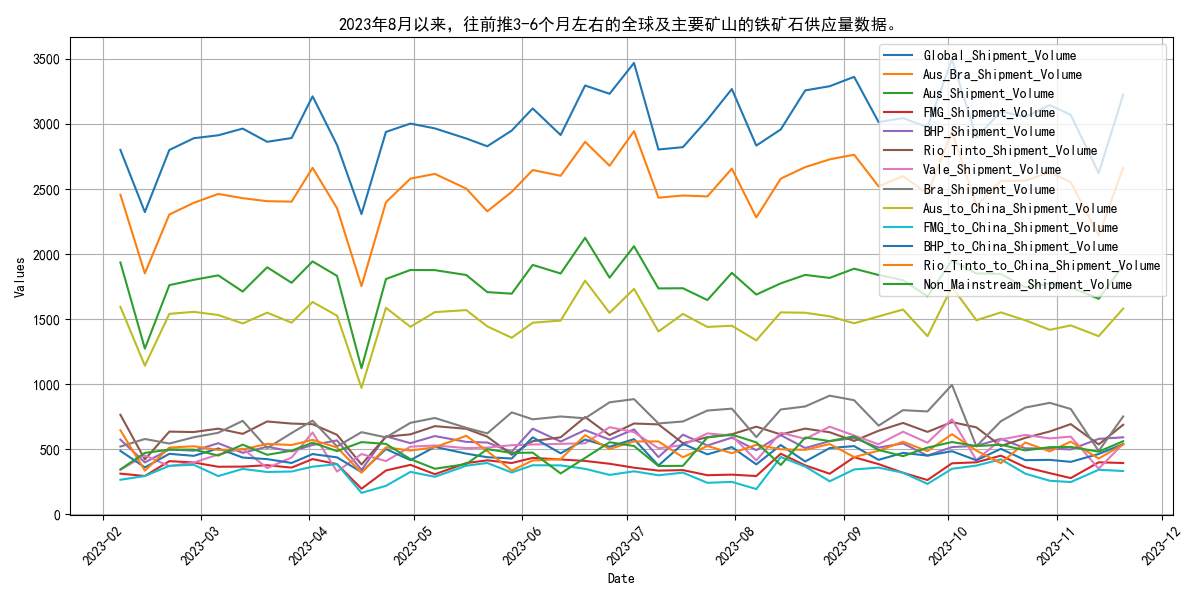 2023年8月以来，往前推3-6个月左右的全球及主要矿山的铁矿石供应量数据。
Values
3500
3000
2500
2000
1500
1000
500
0
Global_Shipment_Volume
Aus_Bra_Shipment_Volume
Aus_Shipment_Volume
FMG_Shipment_Volume
BHP_Shipment_Volume
Rio_Tinto_Shipment_Volume
Vale_Shipment_Volume
Bra_Shipment_Volume
Aus_to_China_Shipment_Volume
FMG_to_China_Shipment_Volume
BHP_to_China_Shipment_Volume
Rio_Tinto_to_China_Shipment_Volume
Non_Mainstream_Shipment_Volume
2023-02
2023-03
2023-04
2023-05
2023-06
2023-07
2023-08
2023-09
2023-10
2023-11
2023-12
Date